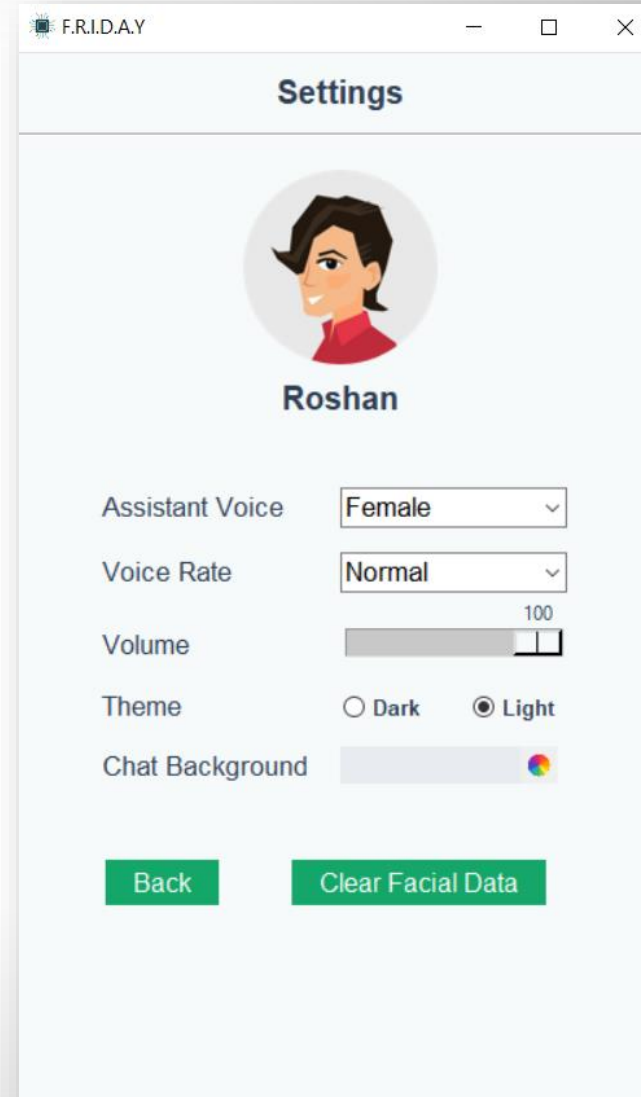 F.R.I.D.A.Y
Settings
Roshan
Assistant Voice Female
Voice Rate Normal
100
Volume
Theme Dark Light
Chat Background
Back Clear Facial Data